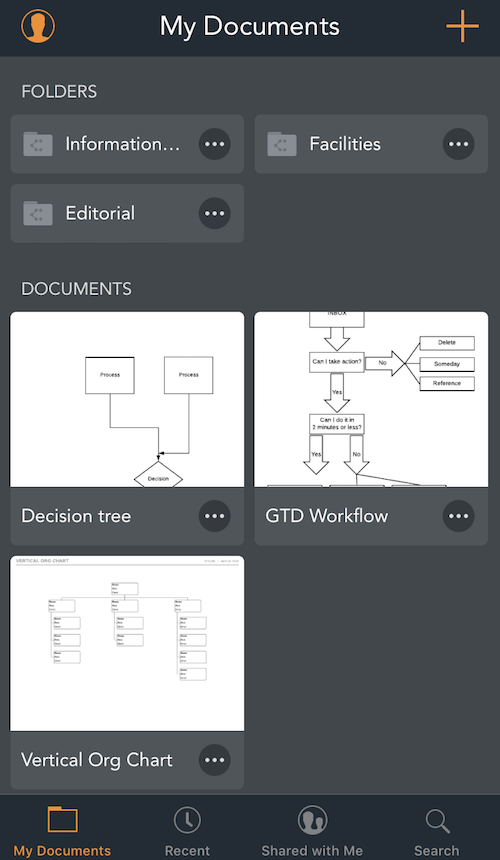 My Documents
FOLDERS
Information...
Facilities
Editorial
DOCUMENTS
Process
Process
Decision
INBOX
Can I take action?
No
Delete
Someday
Reference
Yes
Can I do it in
2 minutes or less?
Yes
No
Decision tree
GTD Workflow
VERTICAL ORG CHART
Vertical Org Chart
My Documents
Recent
Shared with Me
Search